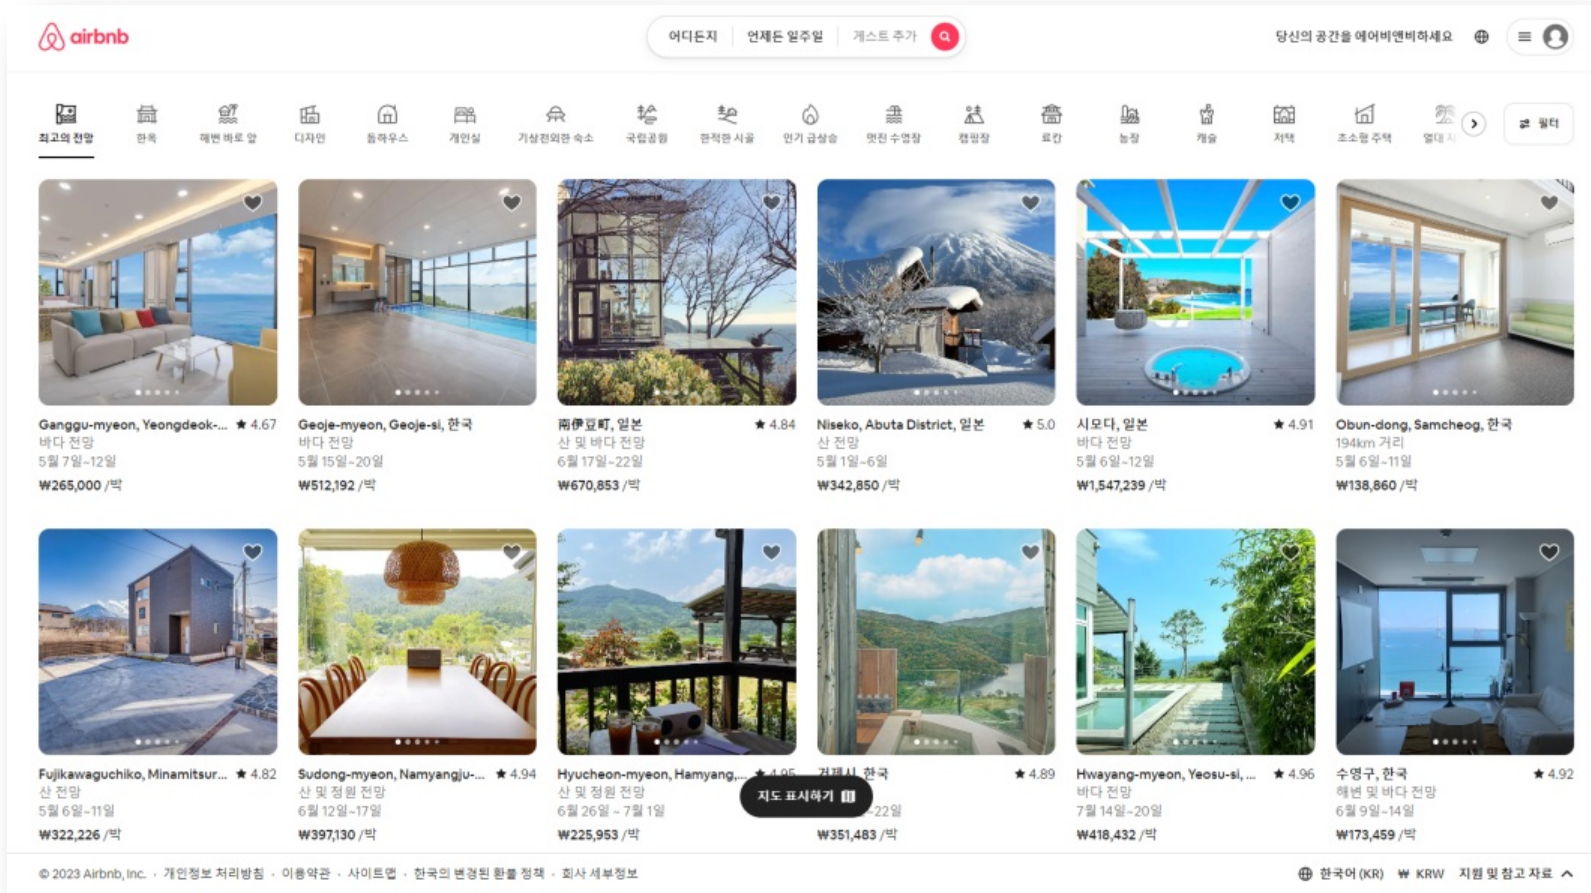 airbnb
어디든지 언제든 일주일 게스트 추가
당신의 공간을 에어비앤비하세요
최고의 전망 한옥 해변 바로 앞 디자인 돔하우스 개인실 기상천외한 숙소 국립공원 한적한 시골 인기 급상승 멋진 수영장 캠핑장 료칸 농장 캐슬 저택 초소형 주택 열대 필터
Ganggu-myeon, Yeongdeok-... ★ 4.67
바다 전망
5월 7일~12일
₩265,000 /박
Geoje-myeon, Geoje-si, 한국
바다 전망
5월 15일~20일
₩512,192 /박
南伊豆町, 일본 ★ 4.84
산 및 바다 전망
6월 17일~22일
₩670,853 /박
Niseko, Abuta District, 일본 ★ 5.0
산 전망
5월 1일~6일
₩342,850 /박
시모다, 일본 ★ 4.91
바다 전망
5월 6일~12일
₩1,547,239 /박
Obun-dong, Samcheog, 한국
194km 거리
5월 6일~11일
₩138,860 /박
Fujikawaguchiko, Minamitsur... ★ 4.82
산 전망
5월 6일~11일
₩322,226 /박
Sudong-myeon, Namyangju-... ★ 4.94
산 및 정원 전망
6월 12일~17일
₩397,130 /박
Hyucheon-myeon, Hamyang,... ★ 4.95
산 및 정원 전망
6월 26일 ~ 7월 1일
₩225,953 /박
거제시, 한국 ★ 4.89
~22일
₩351,483 /박
Hwayang-myeon, Yeosu-si, ... ★ 4.96
바다 전망
7월 14일~20일
₩418,432 /박
수영구, 한국 ★ 4.92
해변 및 바다 전망
6월 9일~14일
₩173,459 /박
지도 표시하기
© 2023 Airbnb, Inc. · 개인정보 처리방침 · 이용약관 · 사이트맵 · 한국의 변경된 환불 정책 · 회사 세부정보
한국어 (KR) ₩ KRW 지원 및 참고 자료